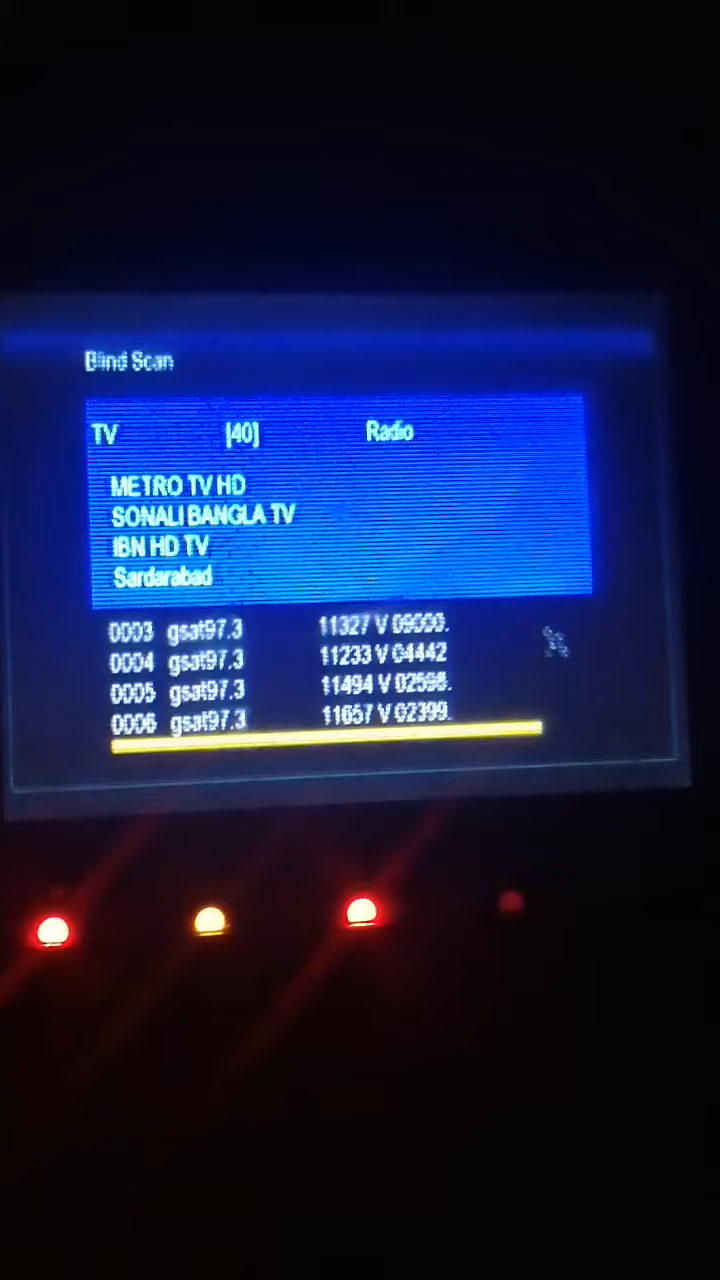 Blind Scan
TV [40] Radio
METRO TV HD
SONALI BANGLA TV
IBN HD TV
Sardarabad
0003 gsat97.3 11327 V 09000.
0004 gsat97.3 11233 V 04442
0005 gsat97.3 11494 V 02598.
0006 gsat97.3 11657 V 02399.